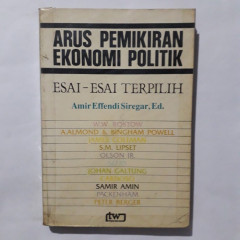 ARUS PEMIKIRAN
EKONOMI POLITIK
ESAI-ESAI TERPILIH
Amir Effendi Siregar, Ed.
A. ALMOND & BINGHAM POWELL
S.M. LIPSET
OLSON JR.
JOHAN GALTUNG
SAMIR AMIN
PACKENHAM
PETER BERGER
tw